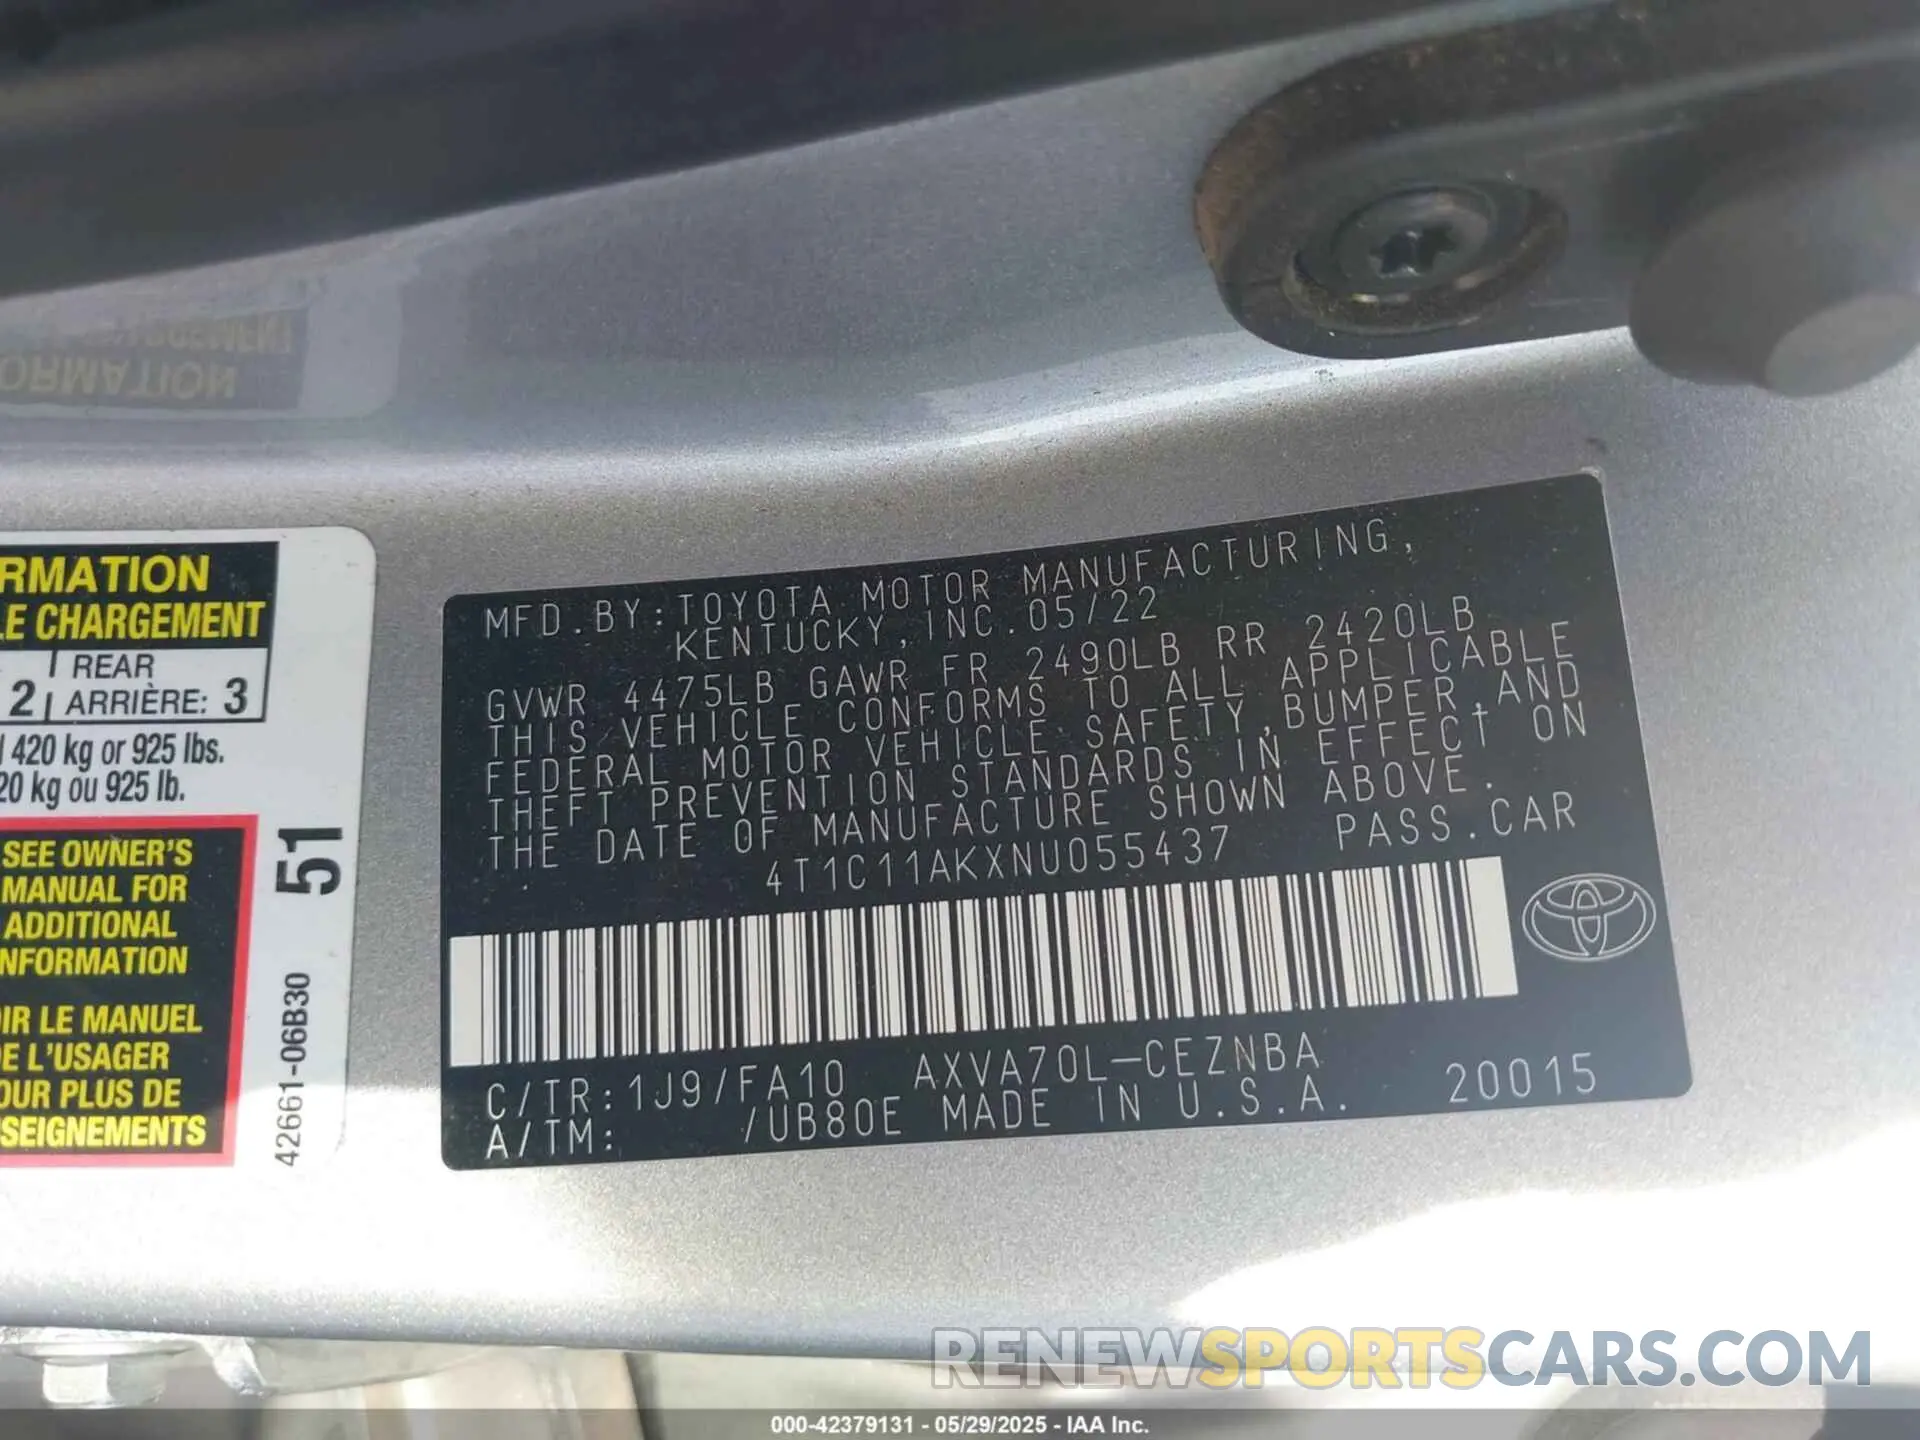 ORMATION
RMATION
LE CHARGEMENT
2 REAR
ARRIÈRE: 3
420 kg or 925 lbs.
20 kg ou 925 lb.
SEE OWNER'S
MANUAL FOR
ADDITIONAL
NFORMATION
IR LE MANUEL
E L'USAGER
OUR PLUS DE
SEIGNEMENTS
51
42661-06B30
MFD.BY:TOYOTA MOTOR MANUFACTURING,
KENTUCKY,INC.05/22
GVWR 4475LB GAWR FR 2490LB RR 2420LB
THIS VEHICLE CONFORMS TO ALL APPLICABLE
FEDERAL MOTOR VEHICLE SAFETY,BUMPER,AND
THEFT PREVENTION STANDARDS IN EFFECT ON
THE DATE OF MANUFACTURE SHOWN ABOVE.
4T1C11AKXNU055437 PASS.CAR
C/TR:1J9/FA10 AXVA70L-CEZNBA
A/TM: /UB80E MADE IN U.S.A. 20015
RENEWSPORTSCARS.COM
000-42379131 - 05/29/2025 - IAA Inc.